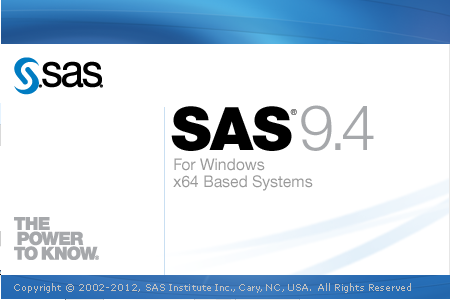 sas
SAS® 9.4
For Windows
x64 Based Systems
THE
POWER
TO KNOW.
Copyright © 2002-2012, SAS Institute Inc., Cary, NC, USA. All Rights Reserved